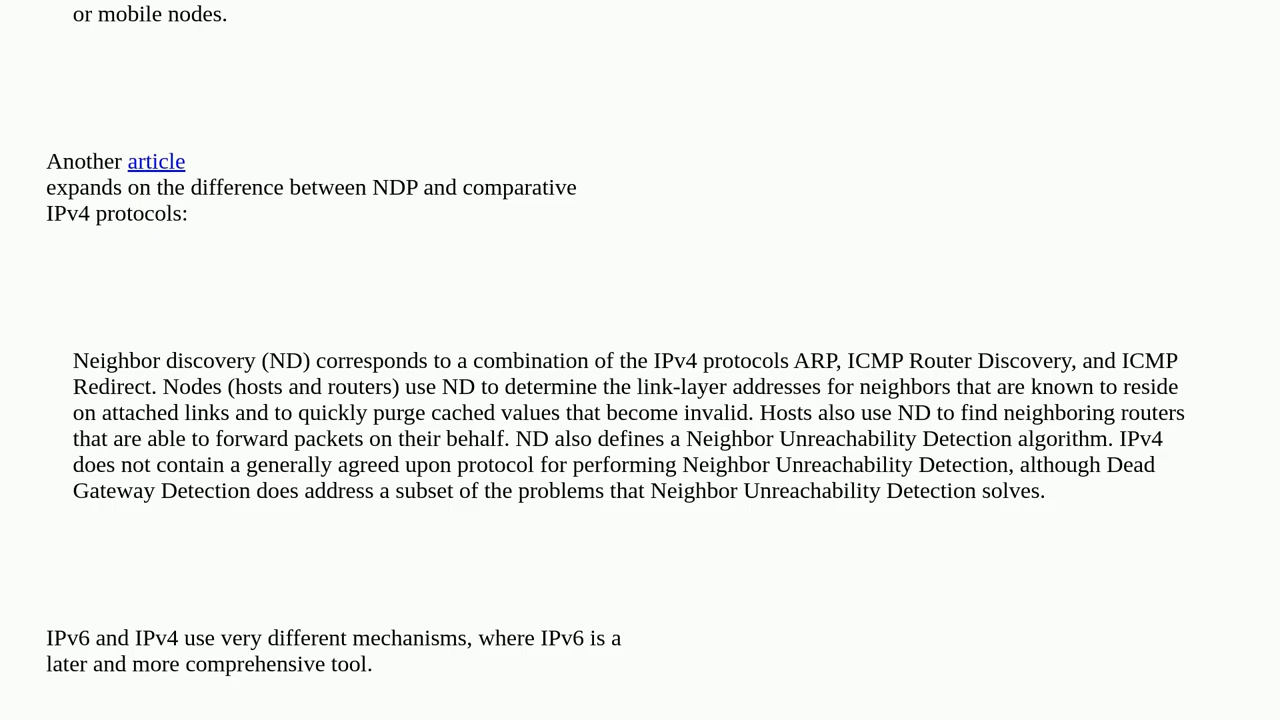 or mobile nodes.
Another article
expands on the difference between NDP and comparative
IPv4 protocols:
Neighbor discovery (ND) corresponds to a combination of the IPv4 protocols ARP, ICMP Router Discovery, and ICMP
Redirect. Nodes (hosts and routers) use ND to determine the link-layer addresses for neighbors that are known to reside
on attached links and to quickly purge cached values that become invalid. Hosts also use ND to find neighboring routers
that are able to forward packets on their behalf. ND also defines a Neighbor Unreachability Detection algorithm. IPv4
does not contain a generally agreed upon protocol for performing Neighbor Unreachability Detection, although Dead
Gateway Detection does address a subset of the problems that Neighbor Unreachability Detection solves.
IPv6 and IPv4 use very different mechanisms, where IPv6 is a
later and more comprehensive tool.